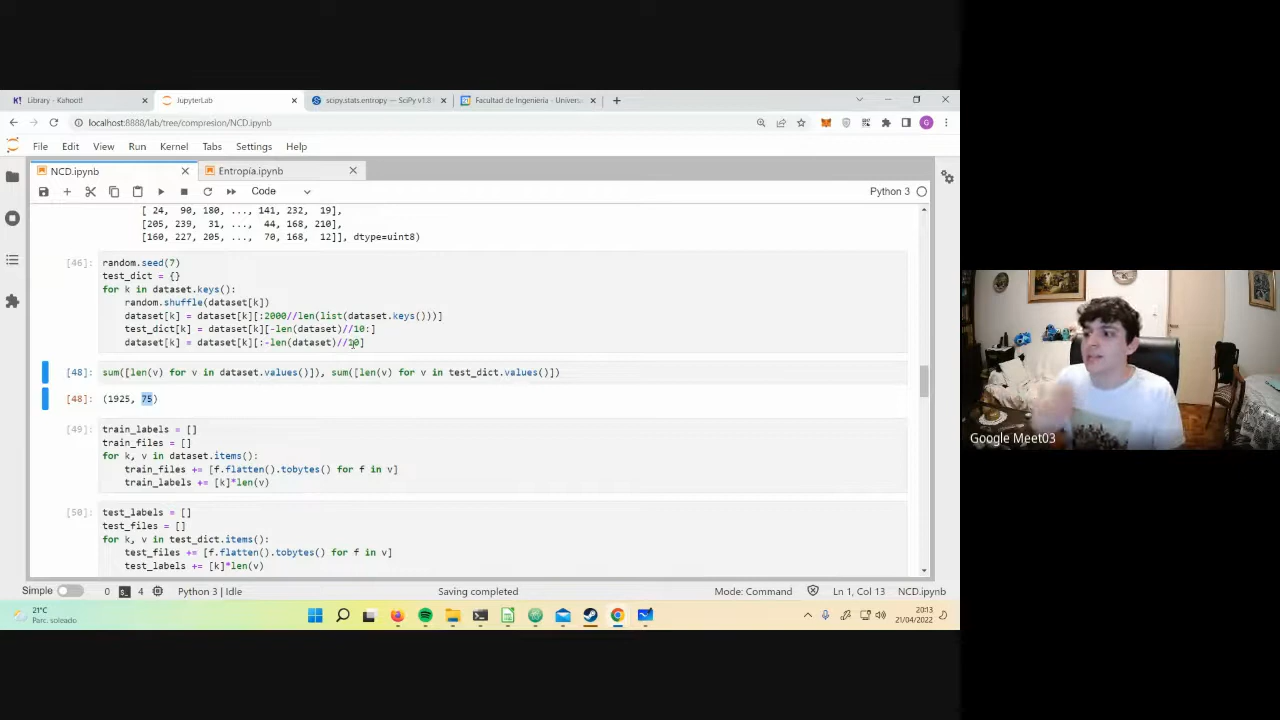 Library - Kahoot!
JupyterLab
scipy.stats.entropy — SciPy v1.8
Facultad de Ingeniería - Univers
localhost:8888/lab/tree/compresion/NCD.ipynb
G
File Edit View Run Kernel Tabs Settings Help
NCD.ipynb
Entropía.ipynb
Code
Python 3
[ 24, 90, 180, ..., 141, 232, 19],
[205, 239, 31, ..., 44, 168, 210],
[160, 227, 205, ..., 70, 168, 12]], dtype=uint8)
[46]: random.seed(7)
test_dict = {}
for k in dataset.keys():
random.shuffle(dataset[k])
dataset[k] = dataset[k][:2000//len(list(dataset.keys()))]
test_dict[k] = dataset[k][-len(dataset)//10:]
dataset[k] = dataset[k][:-len(dataset)//10]
[48]: sum([len(v) for v in dataset.values()]), sum([len(v) for v in test_dict.values()])
[48]: (1925, 75)
[49]: train_labels = []
train_files = []
for k, v in dataset.items():
train_files += [f.flatten().tobytes() for f in v]
train_labels += [k]*len(v)
[50]: test_labels = []
test_files = []
for k, v in test_dict.items():
test_files += [f.flatten().tobytes() for f in v]
test_labels += [k]*len(v)
Simple 0 4 Python 3 | Idle Saving completed Mode: Command Ln 1, Col 13 NCD.ipynb
21°C
Parc. soleado
20:13
21/04/2022
Google Meet03